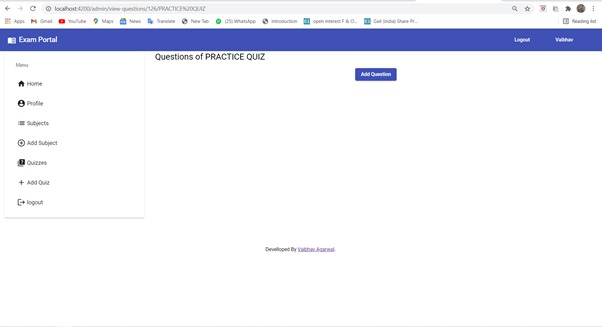 localhost:4200/admin/view-questions/126/PRACTICE%20QUIZ
Apps Gmail YouTube Maps News Translate New Tab (25) WhatsApp Introduction open interest F & O... Gail (India) Share Pr... Reading list
Exam Portal Logout Vaibhav
Questions of PRACTICE QUIZ
Menu
Add Question
Home
Profile
Subjects
Add Subject
Quizzes
Add Quiz
logout
Develloped By Vaibhav Agarwal.